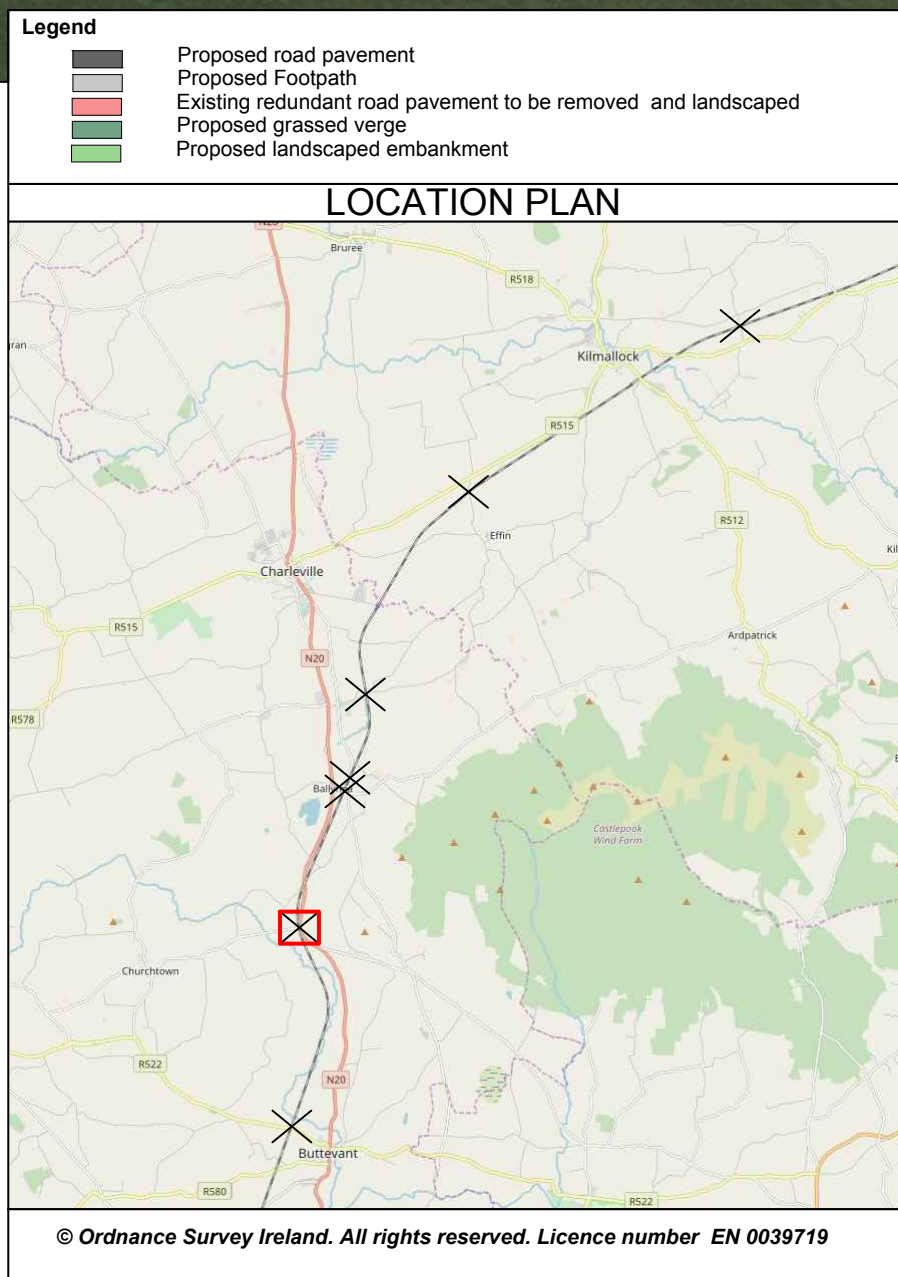 Legend
Proposed road pavement
Proposed Footpath
Existing redundant road pavement to be removed and landscaped
Proposed grassed verge
Proposed landscaped embankment
LOCATION PLAN
Bruree
R518
Kilmallock
R515
Effin
R512
Charleville
R515
Ardpatrick
N20
R578
Castlepook
Wind Farm
Churchtown
R522
N20
Buttevant
R580
R522
© Ordnance Survey Ireland. All rights reserved. Licence number EN 0039719